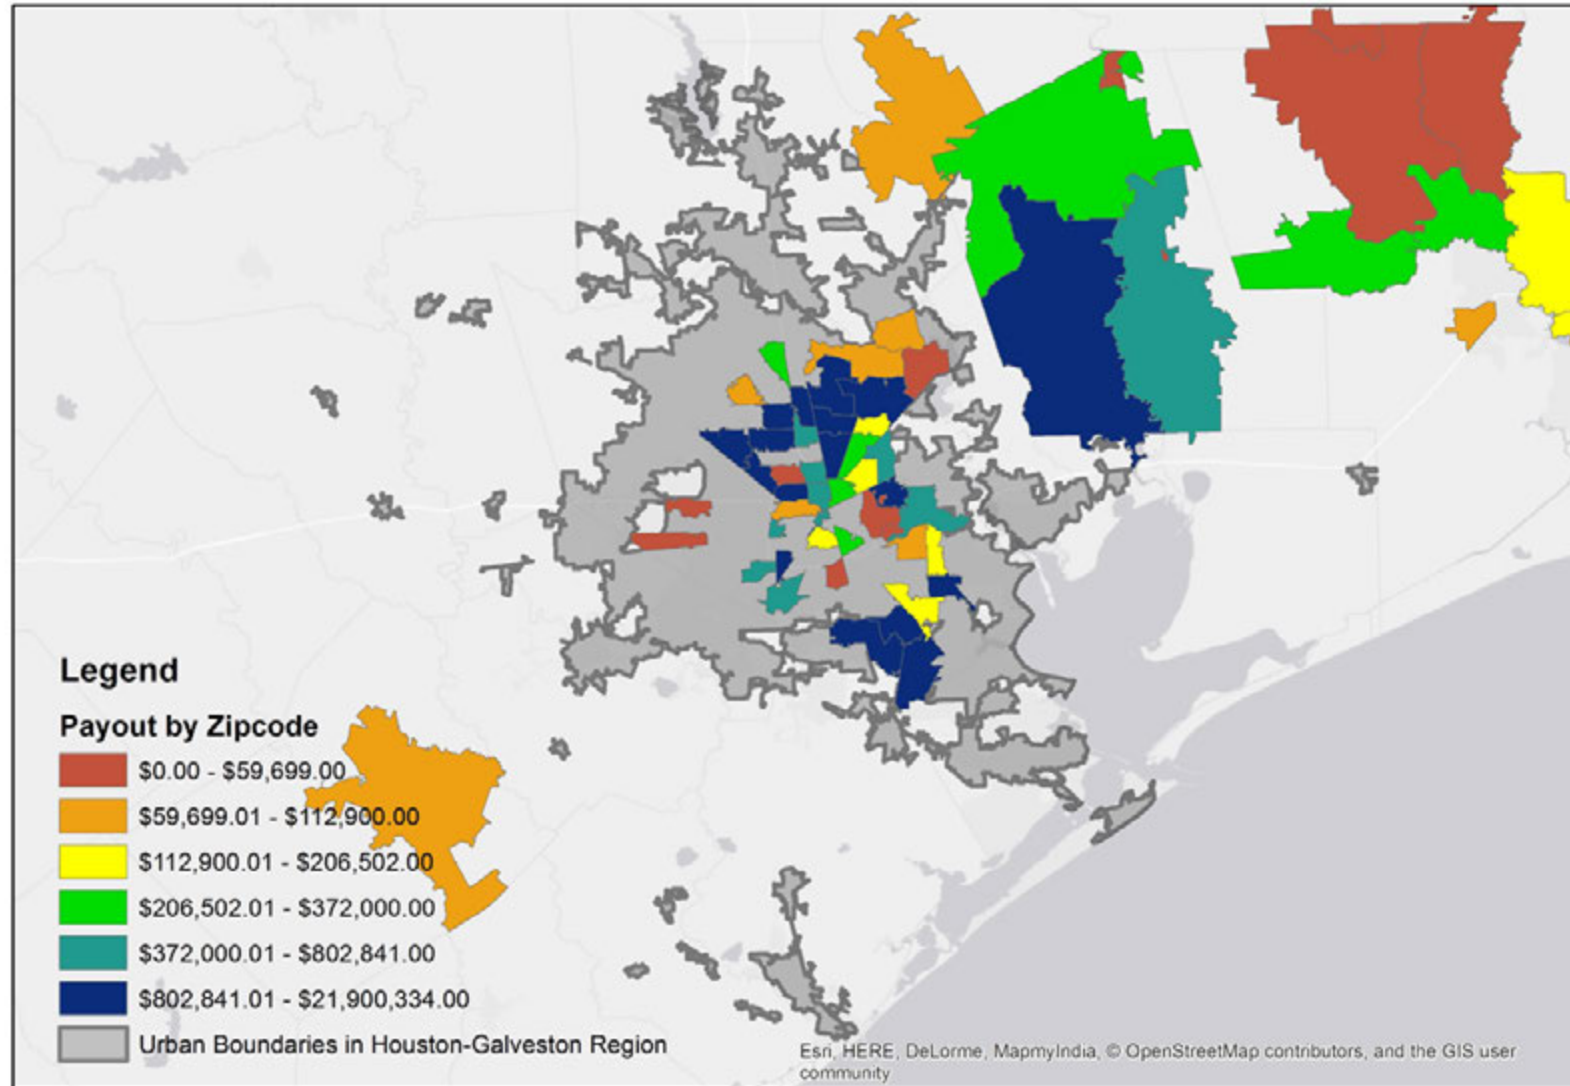 Legend
Payout by Zipcode
$0.00 - $59,699.00
$59,699.01 - $112,900.00
$112,900.01 - $206,502.00
$206,502.01 - $372,000.00
$372,000.01 - $802,841.00
$802,841.01 - $21,900,334.00
Urban Boundaries in Houston-Galveston Region
Esri, HERE, DeLorme, MapmyIndia, © OpenStreetMap contributors, and the GIS user
community